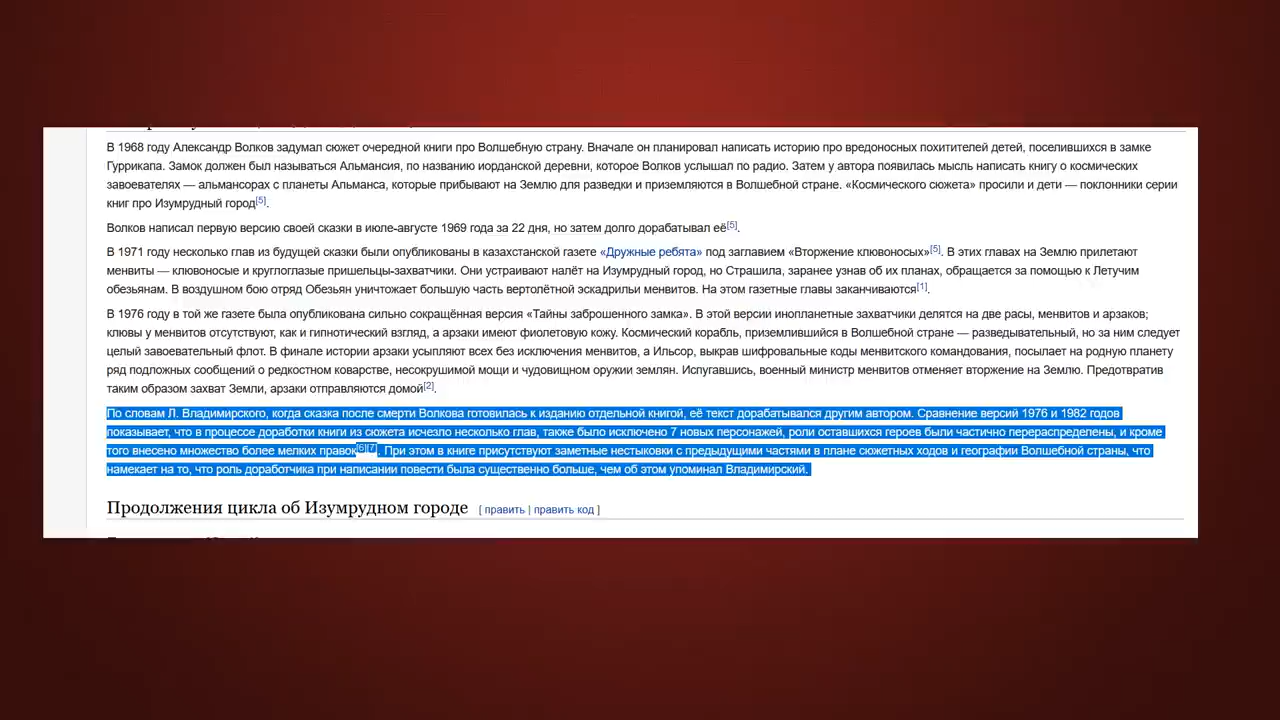 В 1968 году Александр Волков задумал сюжет очередной книги про Волшебную страну. Вначале он планировал написать историю про вредоносных похитителей детей, поселившихся в замке
Гуррикапа. Замок должен был называться Альмансия, по названию иорданской деревни, которое Волков услышал по радио. Затем у автора появилась мысль написать книгу о космических
завоевателях — альмансорах с планеты Альманса, которые прибывают на Землю для разведки и приземляются в Волшебной стране. «Космического сюжета» просили и дети — поклонники серии
книг про Изумрудный город[5].
Волков написал первую версию своей сказки в июле-августе 1969 года за 22 дня, но затем долго дорабатывал её[5].
В 1971 году несколько глав из будущей сказки были опубликованы в казахстанской газете «Дружные ребята» под заглавием «Вторжение клювоносых»[5]. В этих главах на Землю прилетают
менвиты — клювоносые и круглоглазые пришельцы-захватчики. Они устраивают налёт на Изумрудный город, но Страшила, заранее узнав об их планах, обращается за помощью к Летучим
обезьянам. В воздушном бою отряд Обезьян уничтожает большую часть вертолётной эскадрильи менвитов. На этом газетные главы заканчиваются[1].
В 1976 году в той же газете была опубликована сильно сокращённая версия «Тайны заброшенного замка». В этой версии инопланетные захватчики делятся на две расы, менвитов и арзаков;
клювы у менвитов отсутствуют, как и гипнотический взгляд, а арзаки имеют фиолетовую кожу. Космический корабль, приземлившийся в Волшебной стране — разведывательный, но за ним следует
целый завоевательный флот. В финале истории арзаки усыпляют всех без исключения менвитов, а Ильсор, выкрав шифровальные коды менвитского командования, посылает на родную планету
ряд подложных сообщений о редкостном коварстве, несокрушимой мощи и чудовищном оружии землян. Испугавшись, военный министр менвитов отменяет вторжение на Землю. Предотвратив
таким образом захват Земли, арзаки отправляются домой[2].
По словам Л. Владимирского, когда сказка после смерти Волкова готовилась к изданию отдельной книгой, её текст дорабатывался другим автором. Сравнение версий 1976 и 1982 годов
показывает, что в процессе доработки книги из сюжета исчезло несколько глав, также было исключено 7 новых персонажей, роли оставшихся героев были частично перераспределены, и кроме
того внесено множество более мелких правок[6][7]. При этом в книге присутствуют заметные нестыковки с предыдущими частями в плане сюжетных ходов и географии Волшебной страны, что
намекает на то, что роль доработчика при написании повести была существенно больше, чем об этом упоминал Владимирский.
Продолжения цикла об Изумрудном городе [ править | править код ]